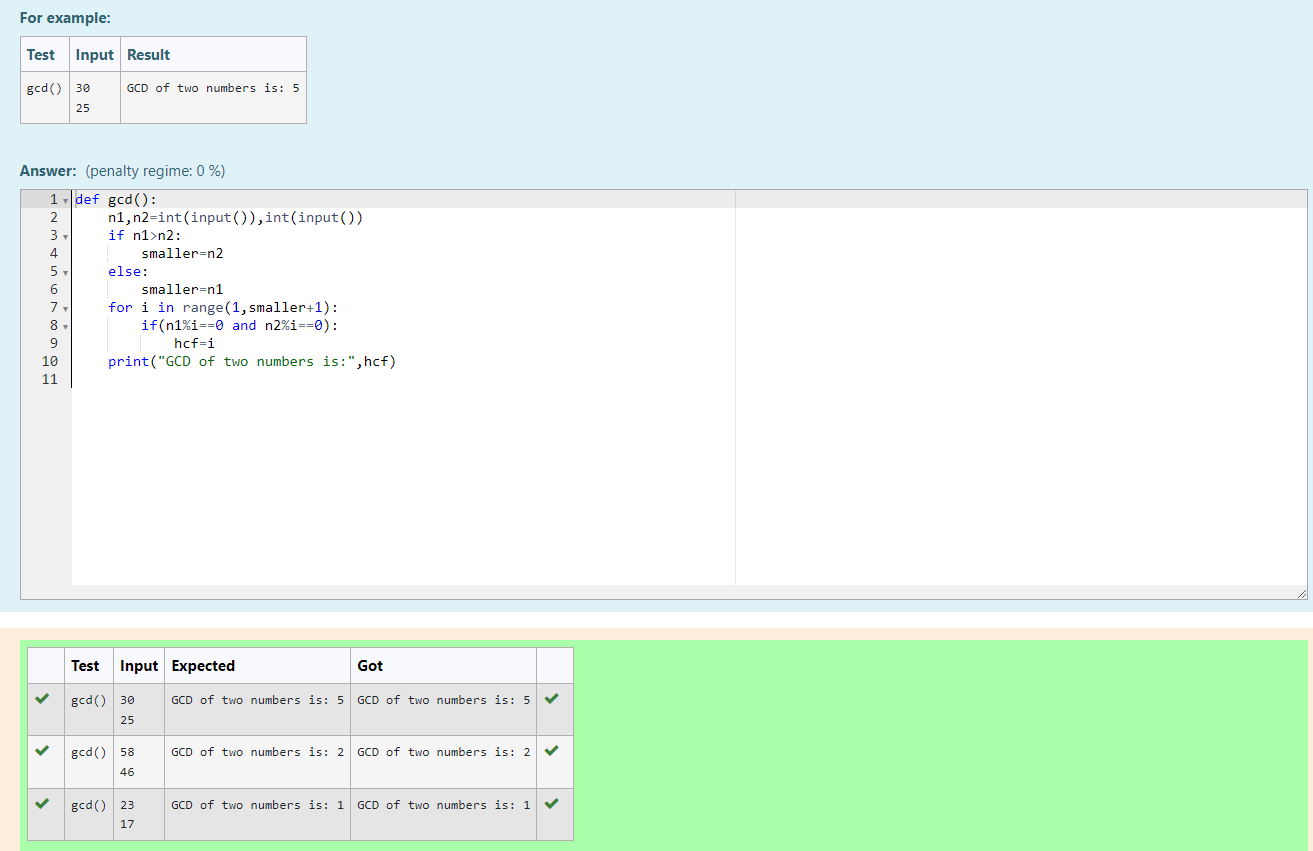 For example:
Test Input Result
gcd() 30 GCD of two numbers is: 5
25
Answer: (penalty regime: 0 %)
1 def gcd():
2     n1,n2=int(input()),int(input())
3     if n1>n2:
4         smaller=n2
5     else:
6         smaller=n1
7     for i in range(1,smaller+1):
8         if(n1%i==0 and n2%i==0):
9             hcf=i
10     print("GCD of two numbers is:",hcf)
11
Test Input Expected Got
gcd() 30 GCD of two numbers is: 5 GCD of two numbers is: 5
25
gcd() 58 GCD of two numbers is: 2 GCD of two numbers is: 2
46
gcd() 23 GCD of two numbers is: 1 GCD of two numbers is: 1
17